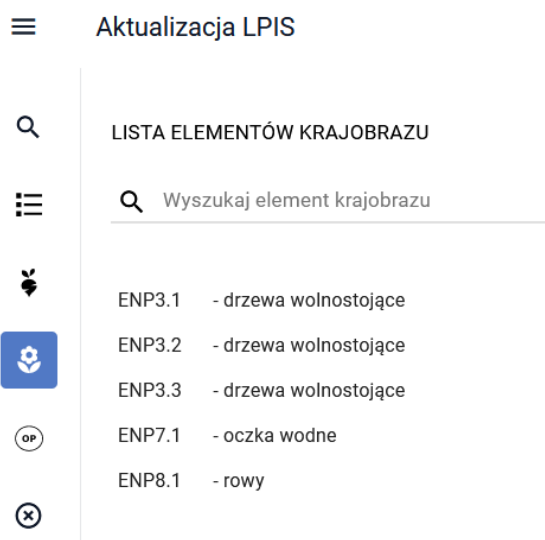 Aktualizacja LPIS
LISTA ELEMENTÓW KRAJOBRAZU
Wyszukaj element krajobrazu
ENP3.1 - drzewa wolnostojące
ENP3.2 - drzewa wolnostojące
ENP3.3 - drzewa wolnostojące
ENP7.1 - oczka wodne
OP
ENP8.1 - rowy